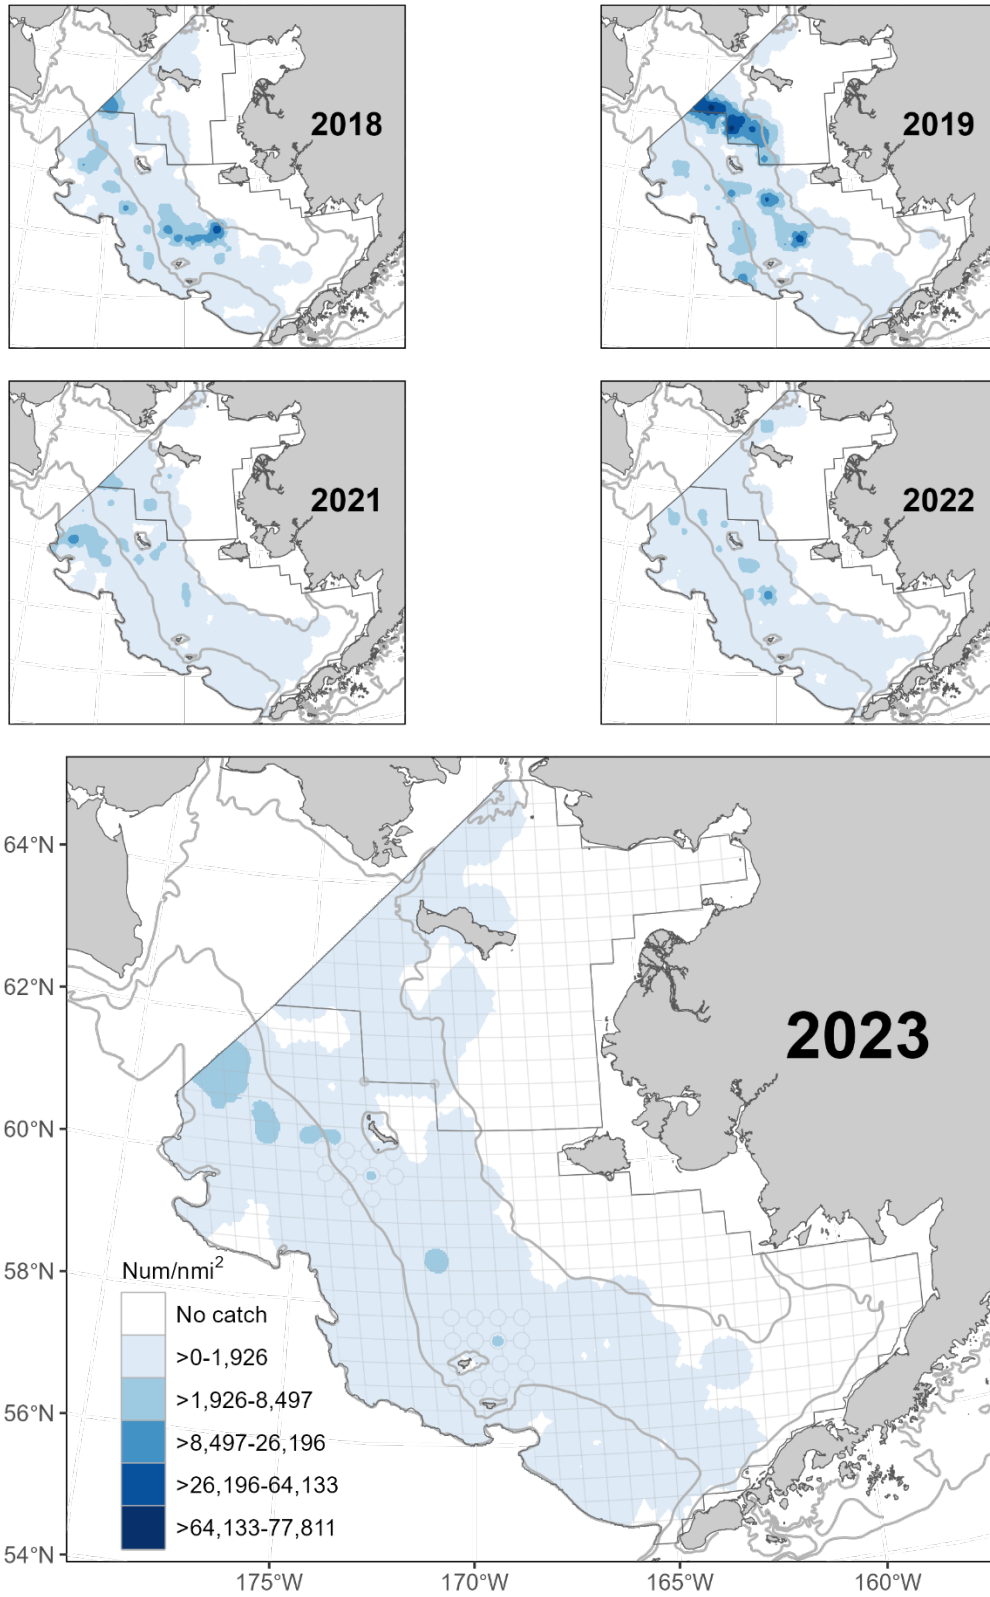 2018
2019
2021
2022
2023
64°N
62°N
60°N
58°N
56°N
54°N
Num/nmi²
No catch
>0-1,926
>1,926-8,497
>8,497-26,196
>26,196-64,133
>64,133-77,811
175°W
170°W
165°W
160°W